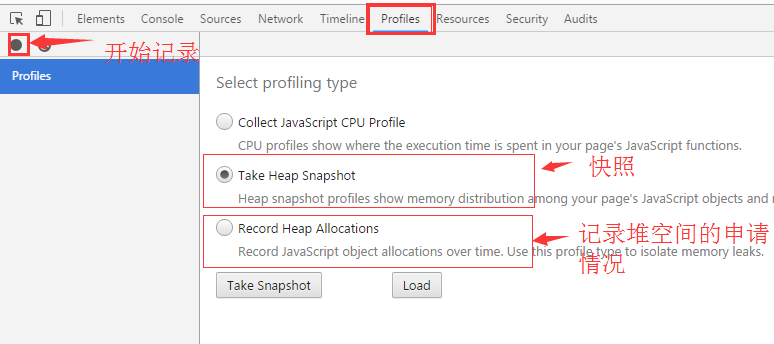 Elements Console Sources Network Timeline Profiles Resources Security Audits
开始记录
Profiles
Select profiling type
Collect JavaScript CPU Profile
CPU profiles show where the execution time is spent in your page's JavaScript functions.
Take Heap Snapshot
快照
Heap snapshot profiles show memory distribution among your page's JavaScript objects and
Record Heap Allocations
记录堆空间的申请
Record JavaScript object allocations over time. Use this profile type to isolate memory leaks.
情况
Take Snapshot Load